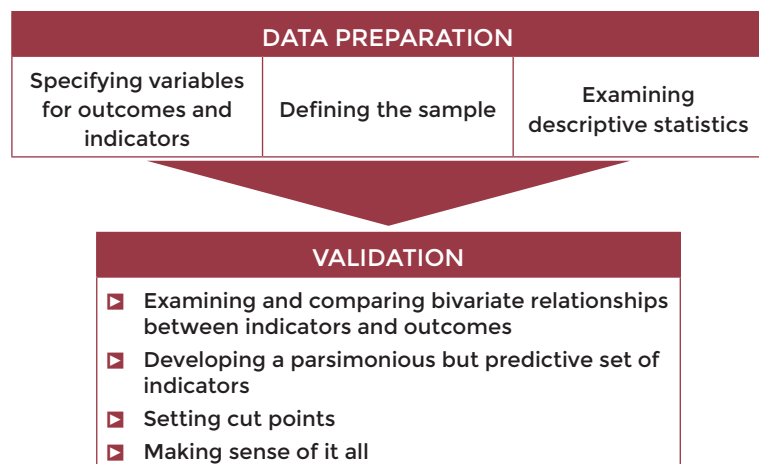 DATA PREPARATION
Specifying variables
for outcomes and
indicators
Defining the sample
Examining
descriptive statistics
VALIDATION
Examining and comparing bivariate relationships
between indicators and outcomes
Developing a parsimonious but predictive set of
indicators
Setting cut points
Making sense of it all